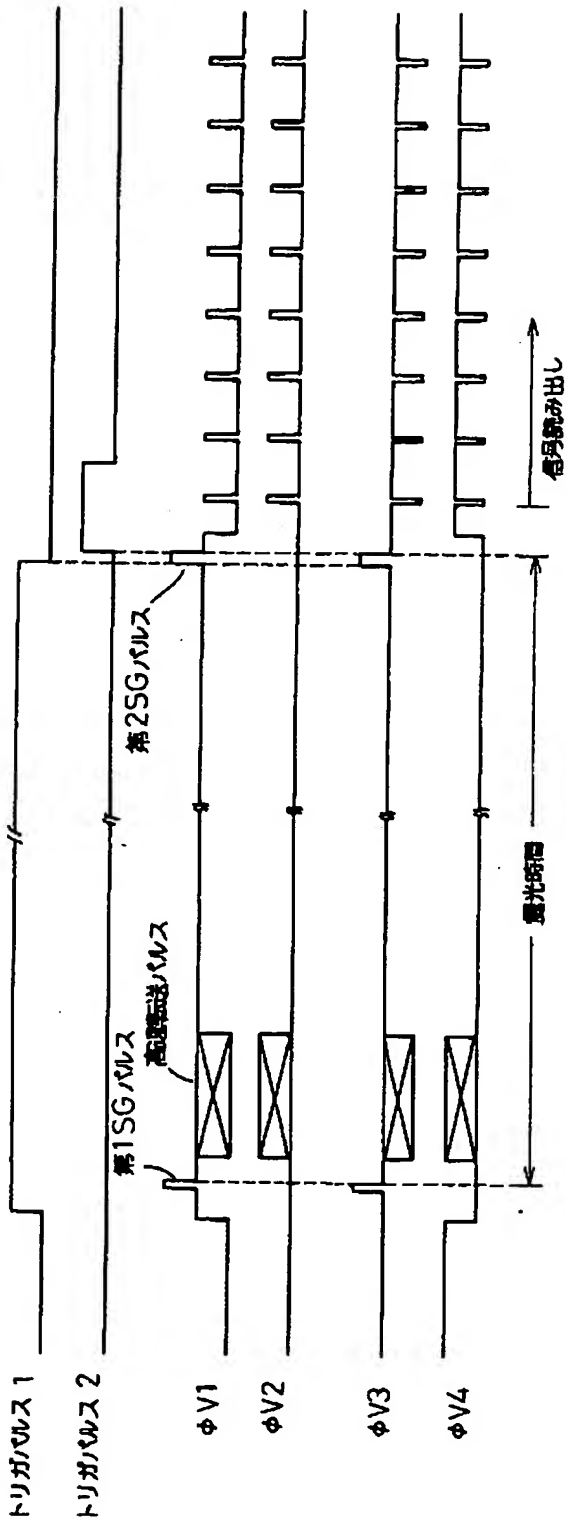 トリガパルス 1
トリガパルス 2
φV1
φV2
φV3
φV4
第1SGパルス
高速転送パルス
第2SGパルス
露光時間
信号読み出し